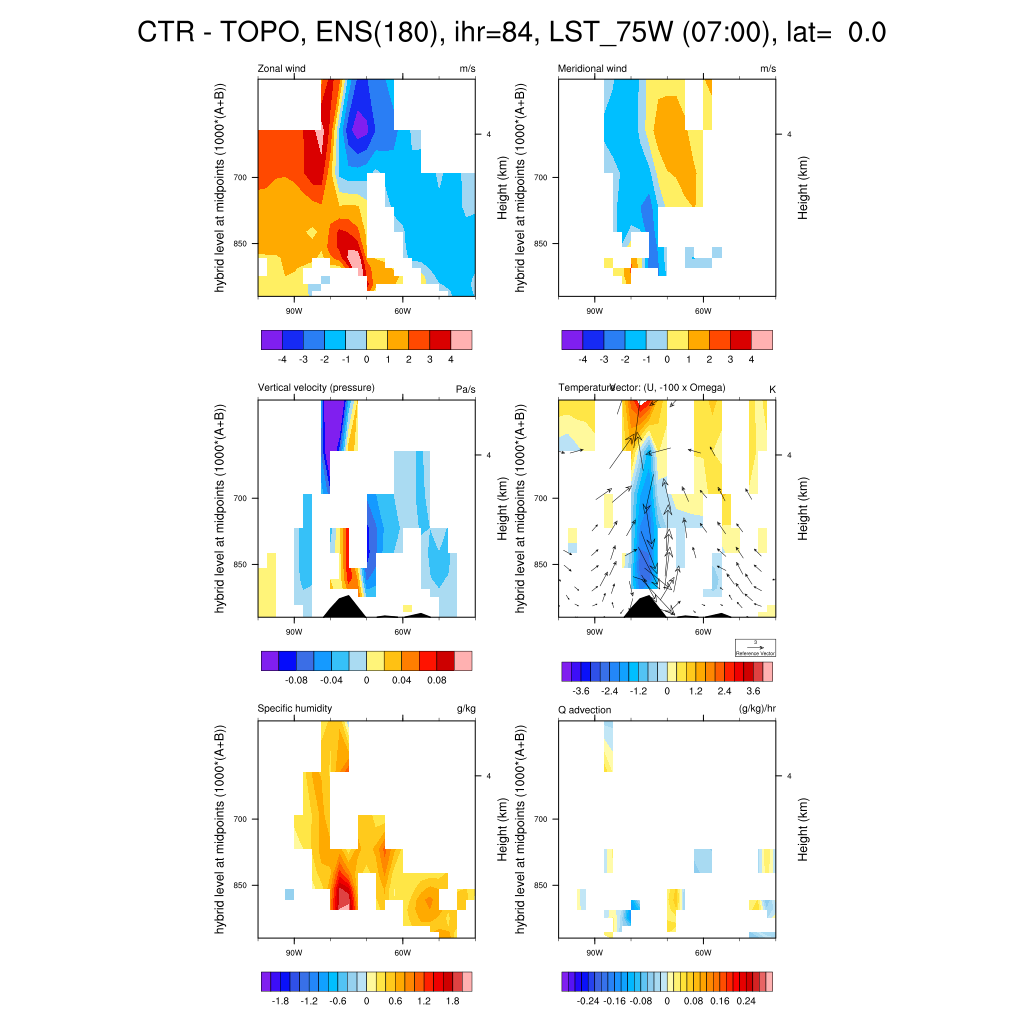 CTR - TOPO, ENS(180), ihr=84, LST_75W (07:00), lat= 0.0
Zonal wind m/s
hybrid level at midpoints (1000*(A+B))
700
850
90W 60W
4
Height (km)
-4 -3 -2 -1 0 1 2 3 4
Meridional wind m/s
hybrid level at midpoints (1000*(A+B))
700
850
90W 60W
4
Height (km)
-4 -3 -2 -1 0 1 2 3 4
Vertical velocity (pressure) Pa/s
hybrid level at midpoints (1000*(A+B))
700
850
90W 60W
4
Height (km)
-0.08 -0.04 0 0.04 0.08
Temperature Vector: (U, -100 x Omega) K
hybrid level at midpoints (1000*(A+B))
700
850
90W 60W
4
Height (km)
3
Reference Vector
-3.6 -2.4 -1.2 0 1.2 2.4 3.6
Specific humidity g/kg
hybrid level at midpoints (1000*(A+B))
700
850
90W 60W
4
Height (km)
-1.8 -1.2 -0.6 0 0.6 1.2 1.8
Q advection (g/kg)/hr
hybrid level at midpoints (1000*(A+B))
700
850
90W 60W
4
Height (km)
-0.24 -0.16 -0.08 0 0.08 0.16 0.24